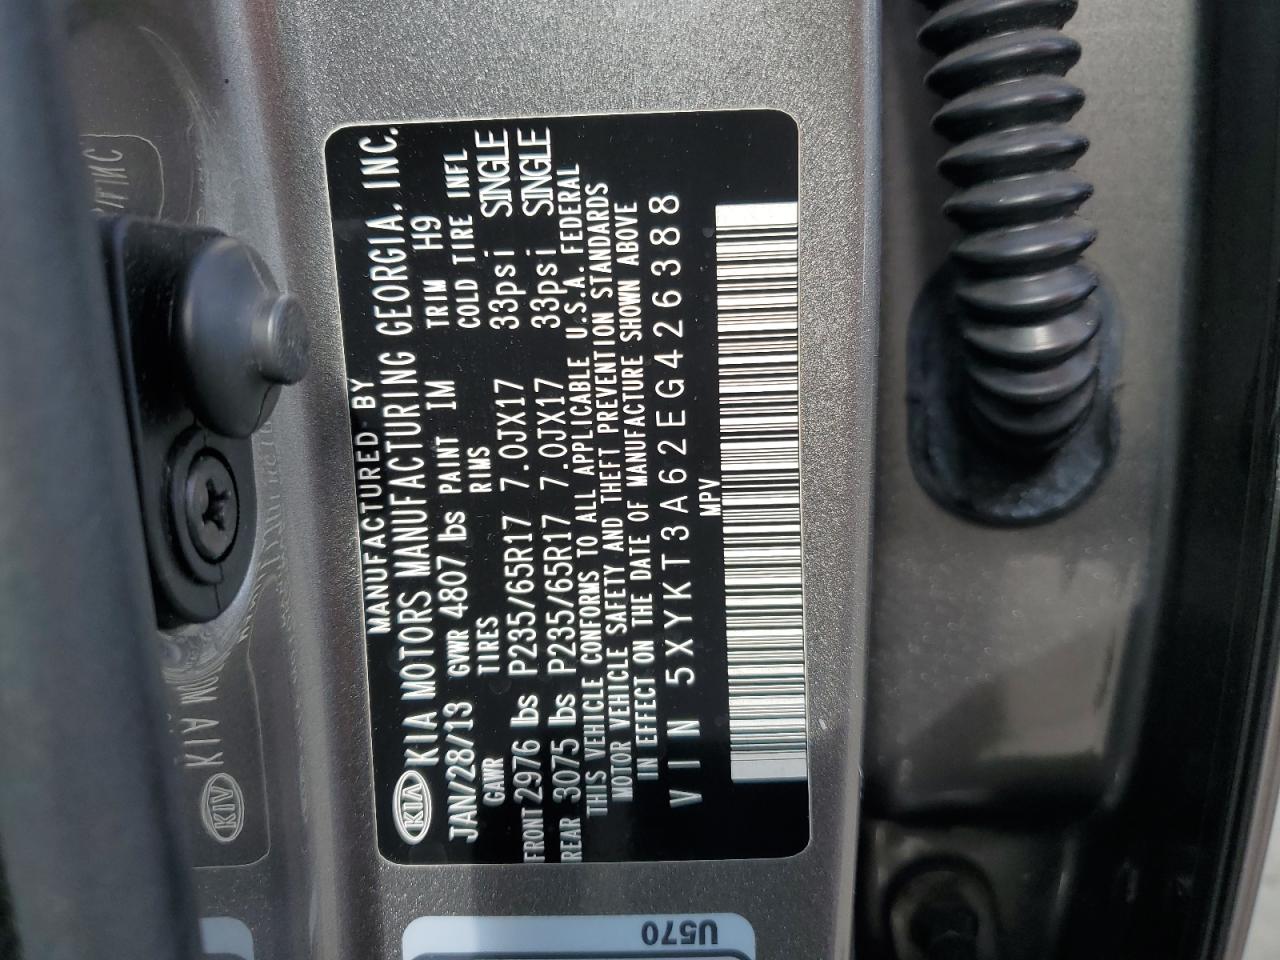 MANUFACTURED BY
KIA KIA MOTORS MANUFACTURING GEORGIA, INC.
JAN/28/13 GVWR 4807 lbs PAINT IM TRIM H9
GAWR TIRES RIMS COLD TIRE INFL
FRONT 2976 lbs P235/65R17 7.0JX17 33psi SINGLE
REAR 3075 lbs P235/65R17 7.0JX17 33psi SINGLE
THIS VEHICLE CONFORMS TO ALL APPLICABLE U.S.A. FEDERAL
MOTOR VEHICLE SAFETY AND THEFT PREVENTION STANDARDS
IN EFFECT ON THE DATE OF MANUFACTURE SHOWN ABOVE
VIN 5XYKT3A62EG426388
MPV
U570